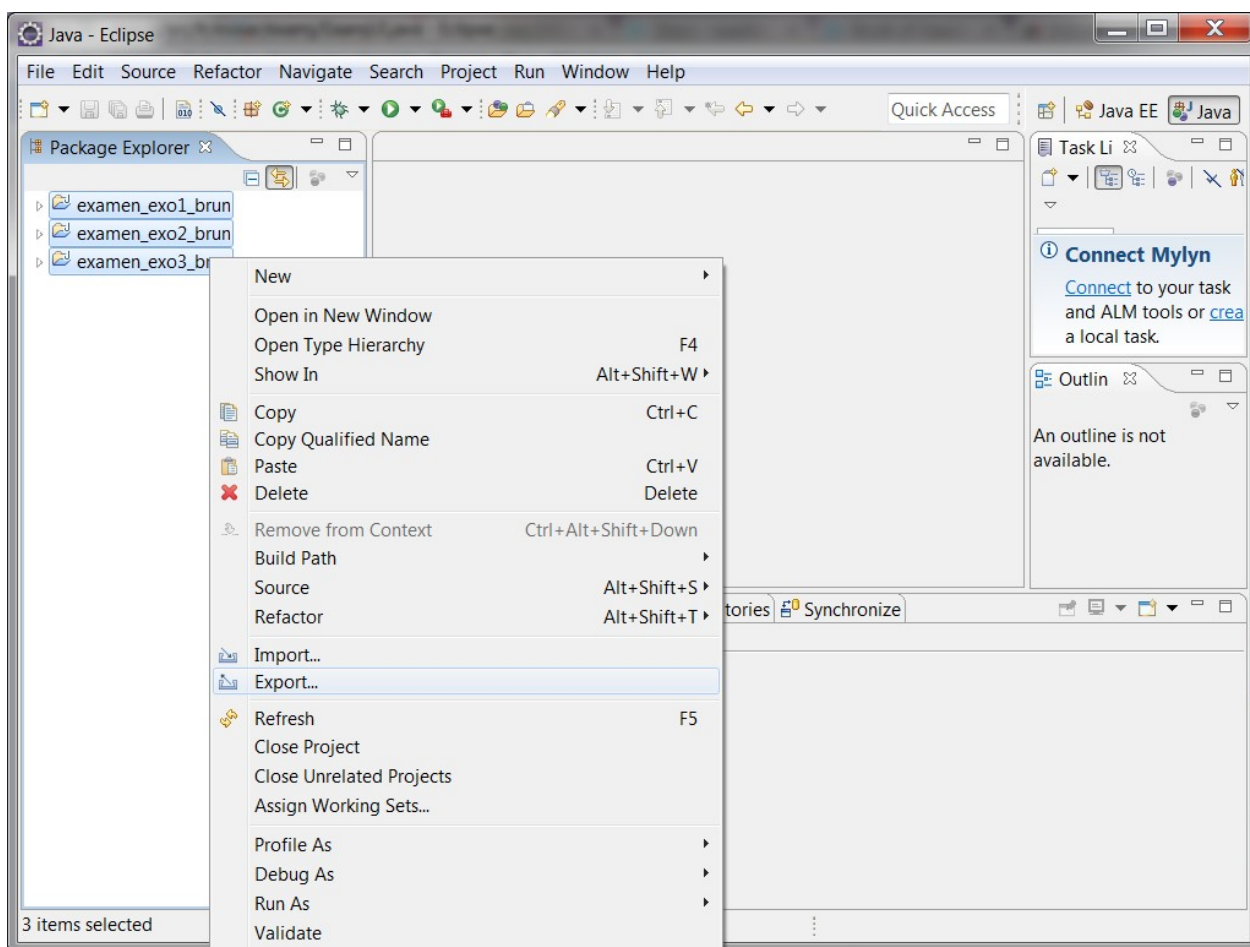 Java - Eclipse
File Edit Source Refactor Navigate Search Project Run Window Help
Quick Access
Java EE
Java
Package Explorer
examen_exo1_brun
examen_exo2_brun
examen_exo3_br
New
Open in New Window
Open Type Hierarchy F4
Show In Alt+Shift+W
Copy Ctrl+C
Copy Qualified Name
Paste Ctrl+V
Delete Delete
Remove from Context Ctrl+Alt+Shift+Down
Build Path
Source Alt+Shift+S
Refactor Alt+Shift+T
Import...
Export...
Refresh F5
Close Project
Close Unrelated Projects
Assign Working Sets...
Profile As
Debug As
Run As
Validate
Task Li
Connect Mylyn
Connect to your task
and ALM tools or crea
a local task.
Outlin
An outline is not
available.
tories Synchronize
3 items selected